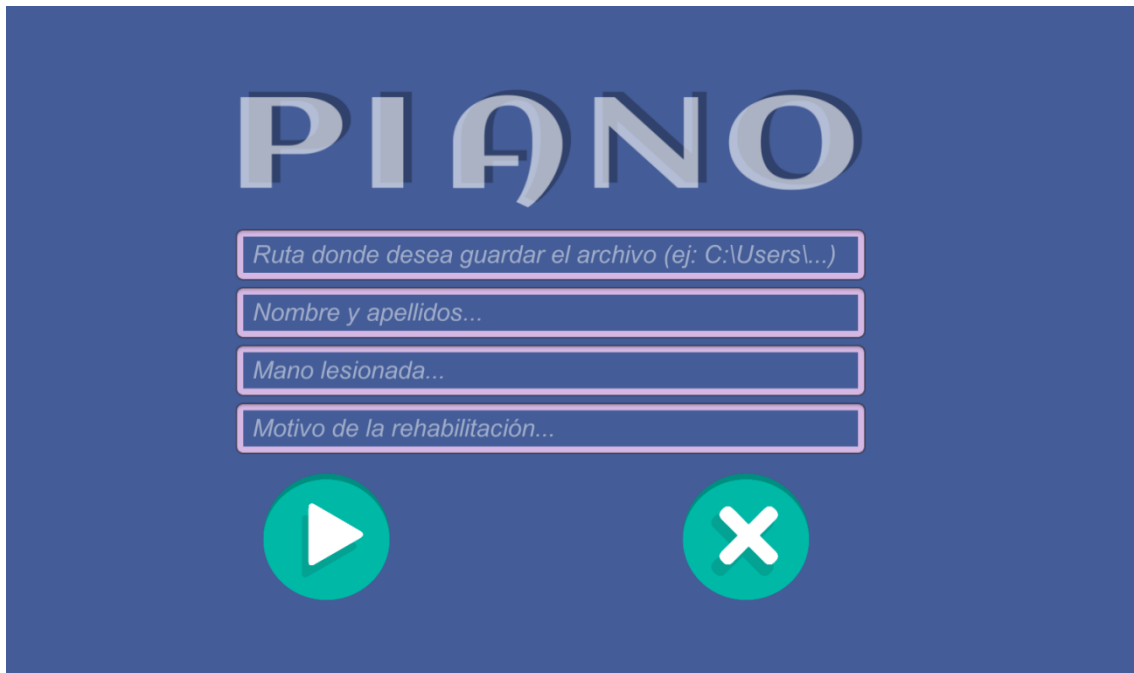 PIANO
Ruta donde desea guardar el archivo (ej: C:\Users\...)
Nombre y apellidos...
Mano lesionada...
Motivo de la rehabilitación...